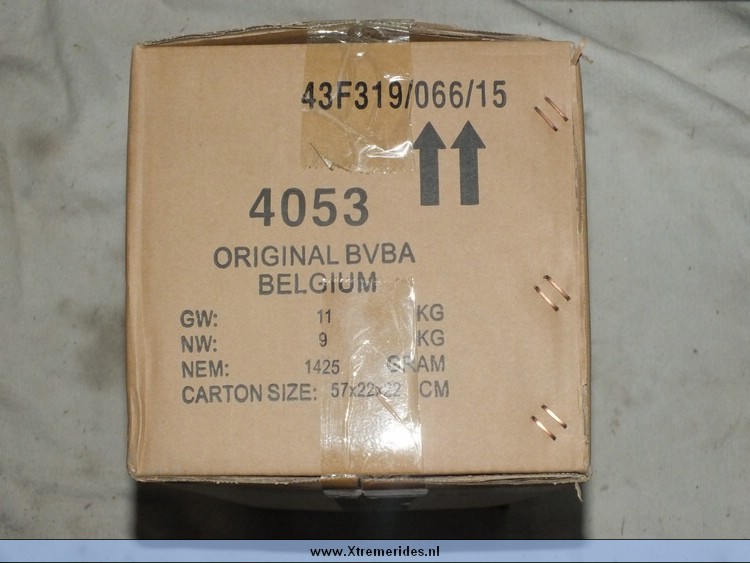 43F319/066/15
4053
ORIGINAL BVBA
BELGIUM
GW: 11 KG
NW: 9 KG
NEM: 1425 GRAM
CARTON SIZE: 57x22x22 CM
www.Xtremerides.nl